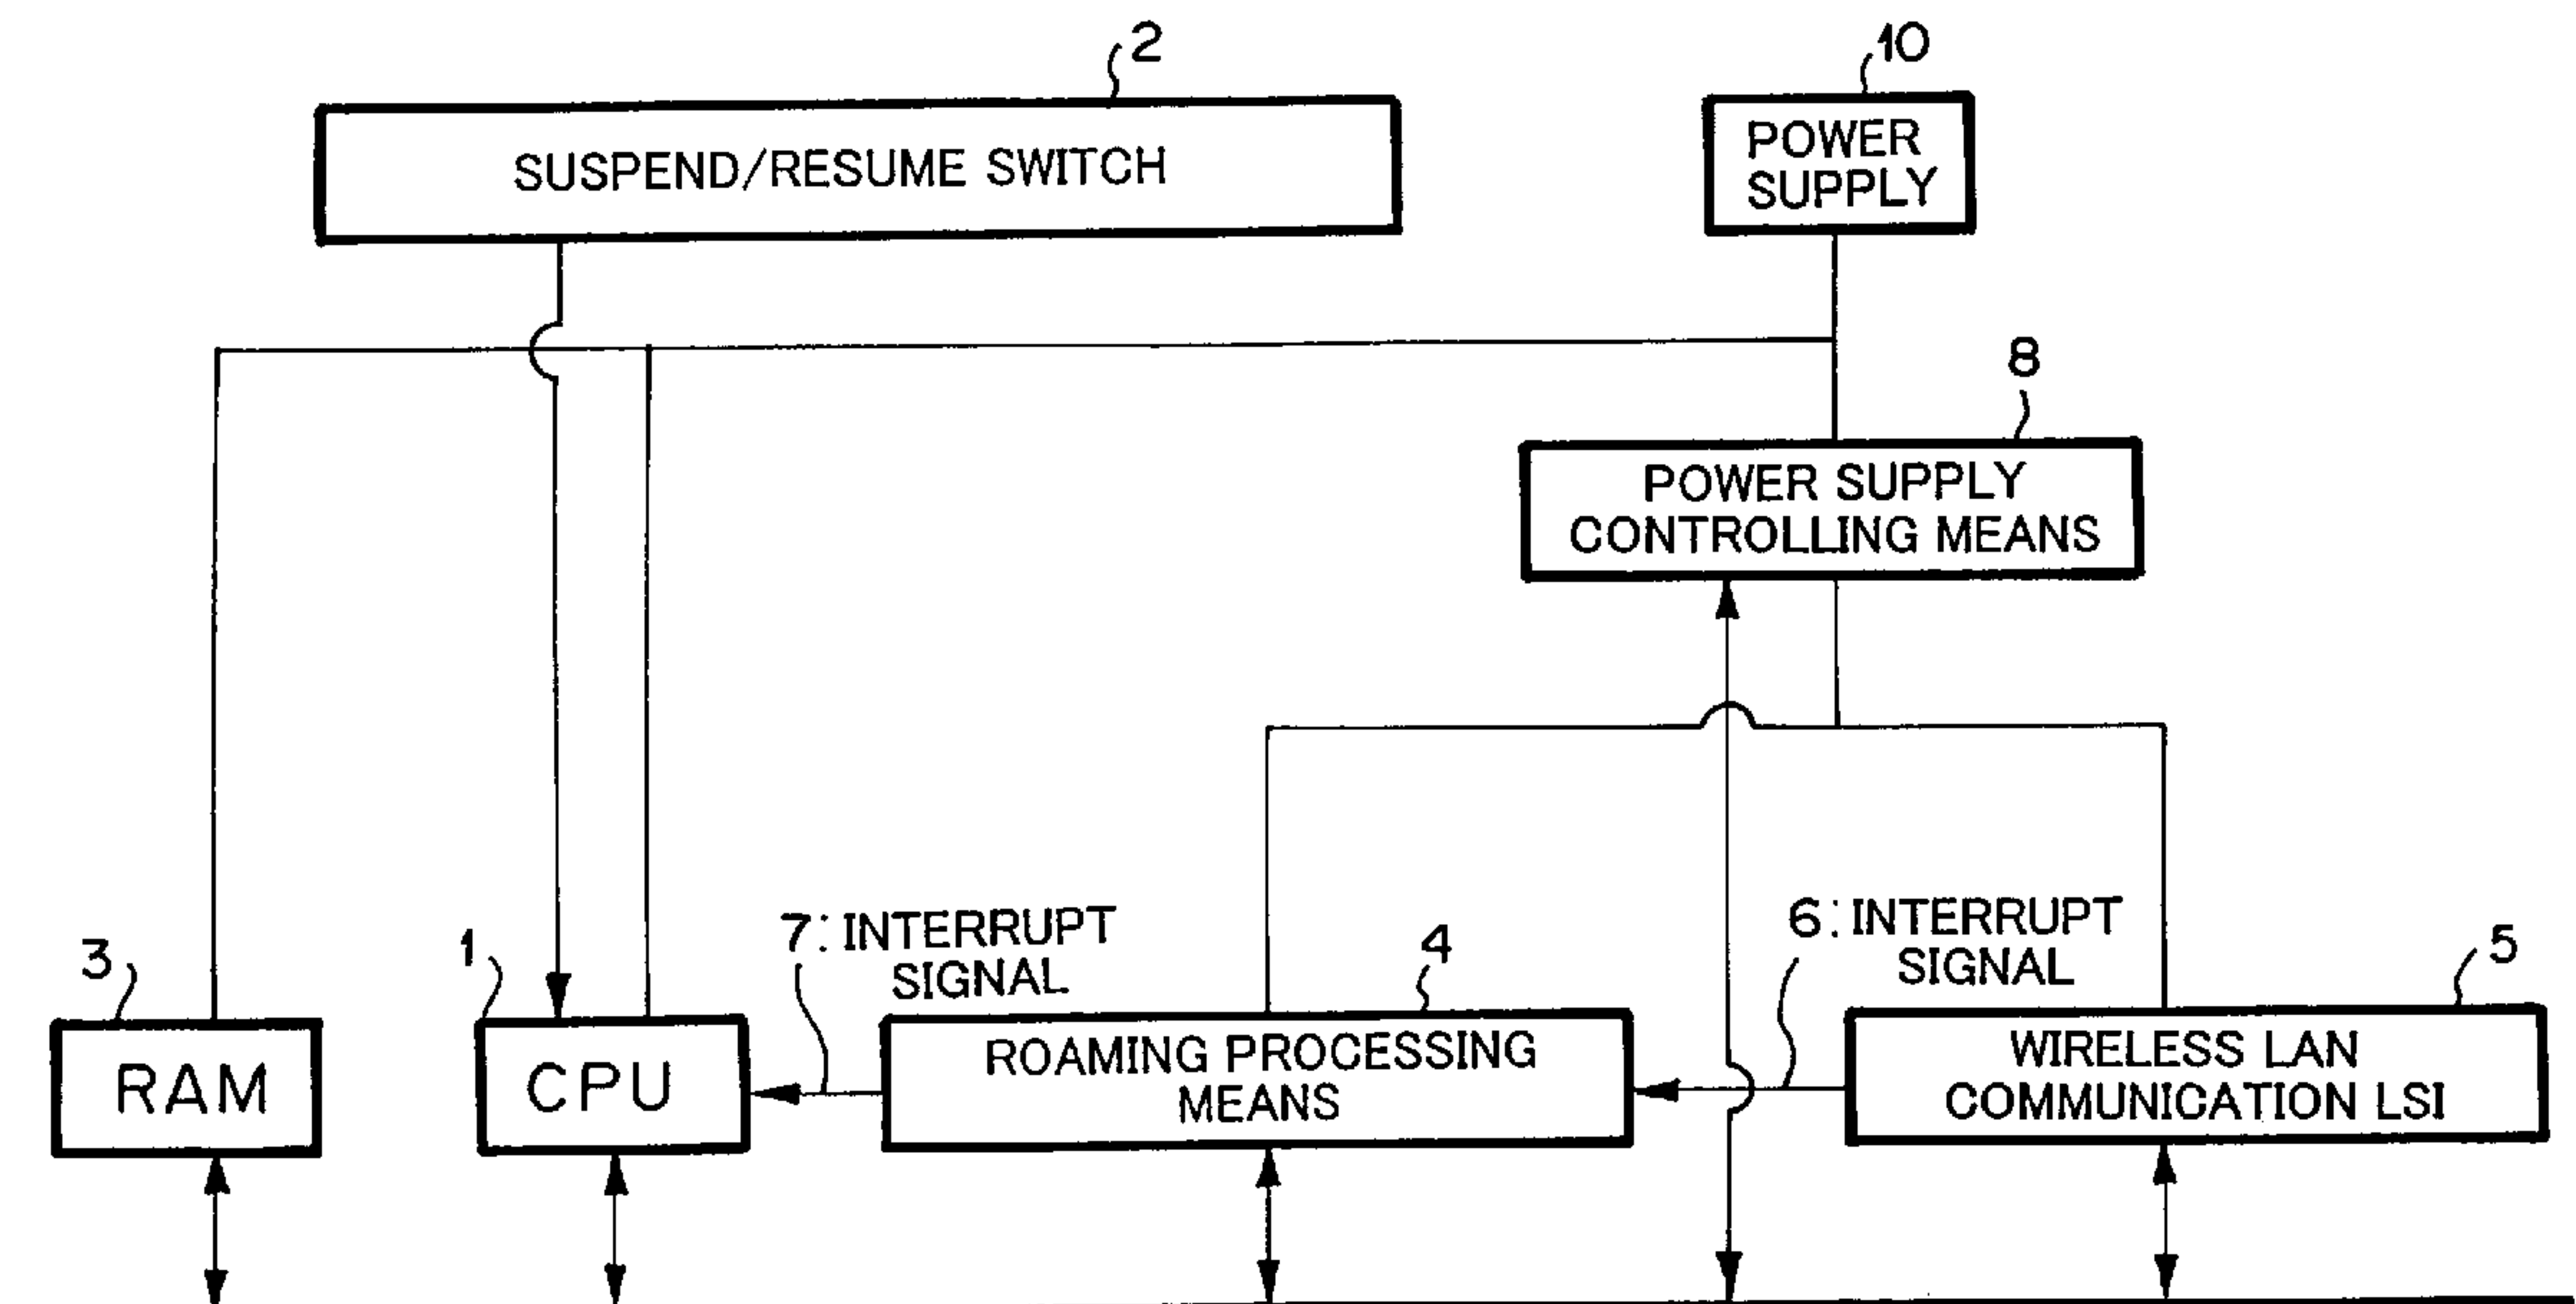 2
10
SUSPEND/RESUME SWITCH
POWER
SUPPLY
8
POWER SUPPLY
CONTROLLING MEANS
7: INTERRUPT
SIGNAL
6: INTERRUPT
SIGNAL
3
1
4
5
RAM
CPU
ROAMING PROCESSING
MEANS
WIRELESS LAN
COMMUNICATION LSI